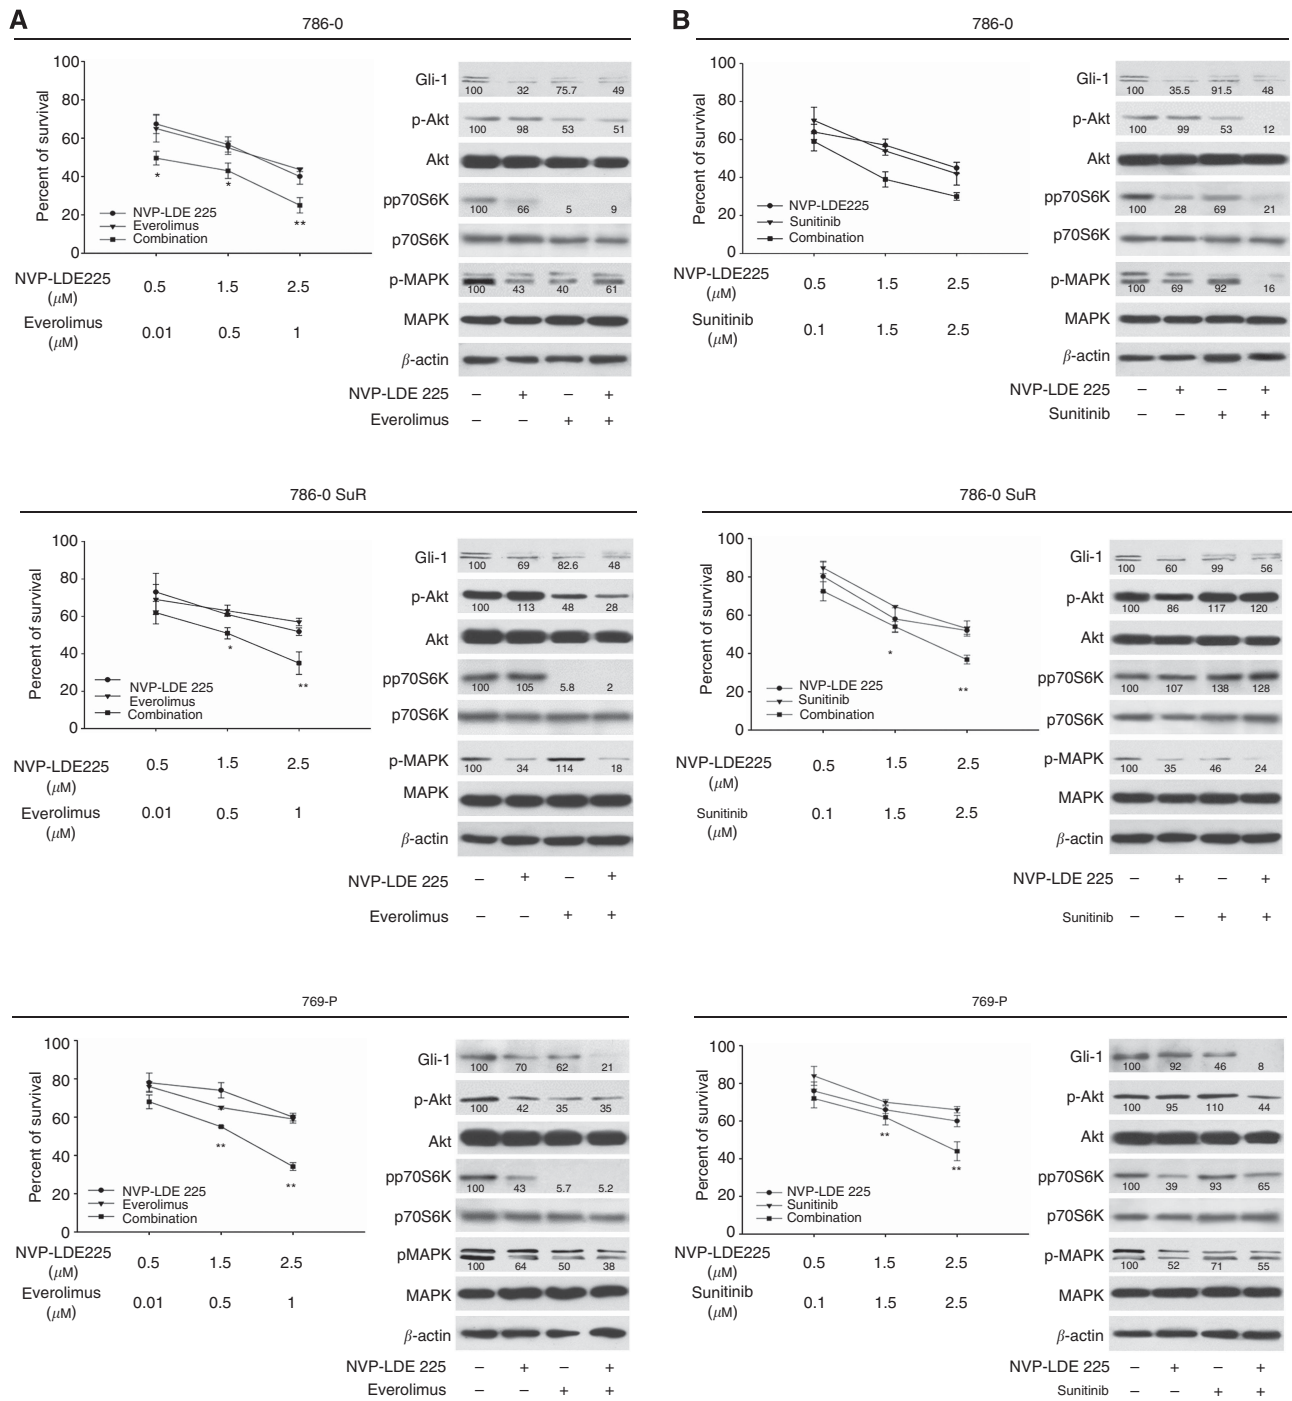 A
786-0
100
80
60
40
20
0
Percent of survival
* * **
NVP-LDE 225
Everolimus
Combination
NVP-LDE225 (μM) 0.5 1.5 2.5
Everolimus (μM) 0.01 0.5 1
Gli-1 100 32 75.7 49
p-Akt 100 98 53 51
Akt
pp70S6K 100 66 5 9
p70S6K
p-MAPK 100 43 40 61
MAPK
β-actin
NVP-LDE 225 – + – +
Everolimus – – + +
B
786-0
100
80
60
40
20
0
Percent of survival
NVP-LDE225
Sunitinib
Combination
NVP-LDE225 (μM) 0.5 1.5 2.5
Sunitinib (μM) 0.1 1.5 2.5
Gli-1 100 35.5 91.5 48
p-Akt 100 99 53 12
Akt
pp70S6K 100 28 69 21
p70S6K
p-MAPK 100 69 92 16
MAPK
β-actin
NVP-LDE 225 – + – +
Sunitinib – – + +
786-0 SuR
100
80
60
40
20
0
Percent of survival
* **
NVP-LDE 225
Everolimus
Combination
NVP-LDE225 (μM) 0.5 1.5 2.5
Everolimus (μM) 0.01 0.5 1
Gli-1 100 69 82.6 48
p-Akt 100 113 48 28
Akt
pp70S6K 100 105 5.8 2
p70S6K
p-MAPK 100 34 114 18
MAPK
β-actin
NVP-LDE 225 – + – +
Everolimus – – + +
786-0 SuR
100
80
60
40
20
0
Percent of survival
* **
NVP-LDE 225
Sunitinib
Combination
NVP-LDE225 (μM) 0.5 1.5 2.5
Sunitinib (μM) 0.1 1.5 2.5
Gli-1 100 60 99 56
p-Akt 100 86 117 120
Akt
pp70S6K 100 107 138 128
p70S6K
p-MAPK 100 35 46 24
MAPK
β-actin
NVP-LDE 225 – + – +
Sunitinib – – + +
769-P
100
80
60
40
20
0
Percent of survival
** **
NVP-LDE 225
Everolimus
Combination
NVP-LDE225 (μM) 0.5 1.5 2.5
Everolimus (μM) 0.01 0.5 1
Gli-1 100 70 62 21
p-Akt 100 42 35 35
Akt
pp70S6K 100 43 5.7 5.2
p70S6K
pMAPK 100 64 50 38
MAPK
β-actin
NVP-LDE 225 – + – +
Everolimus – – + +
769-P
100
80
60
40
20
0
Percent of survival
** **
NVP-LDE 225
Sunitinib
Combination
NVP-LDE225 (μM) 0.5 1.5 2.5
Sunitinib (μM) 0.1 1.5 2.5
Gli-1 100 92 46 8
p-Akt 100 95 110 44
Akt
pp70S6K 100 39 93 65
p70S6K
p-MAPK 100 52 71 55
MAPK
β-actin
NVP-LDE 225 – + – +
Sunitinib – – + +